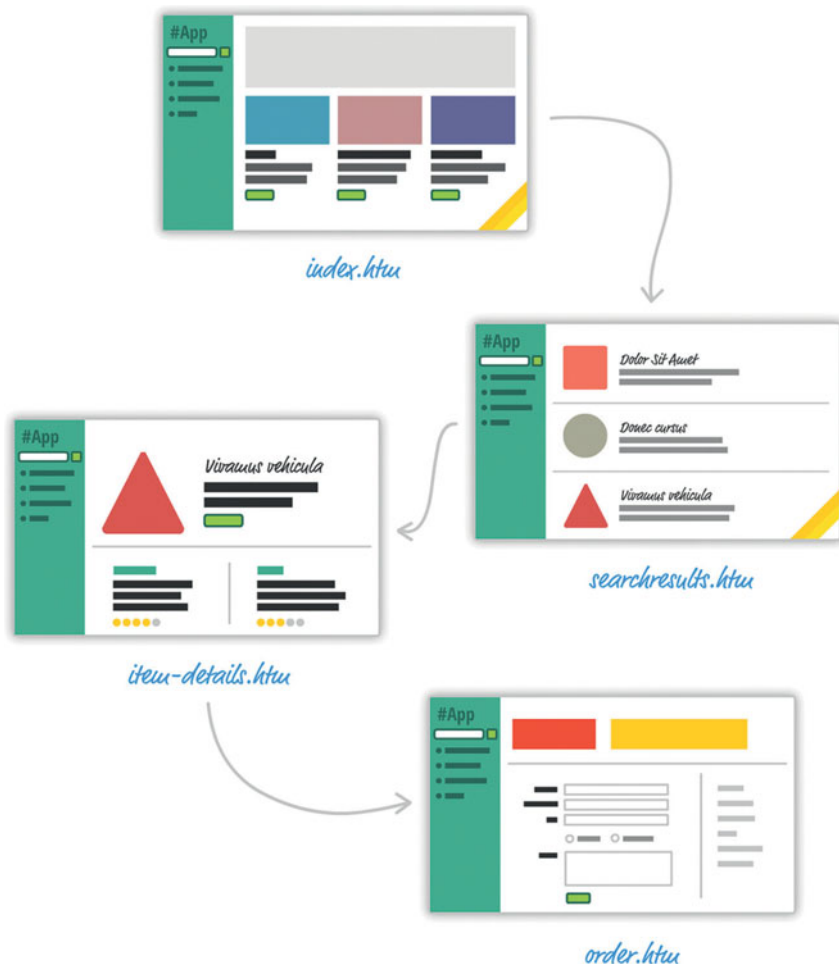 #App
index.htm
#App
Dolor Sit Amet
Donec cursus
Vivamus vehicula
searchresults.htm
#App
Vivamus vehicula
item-details.htm
#App
order.htm